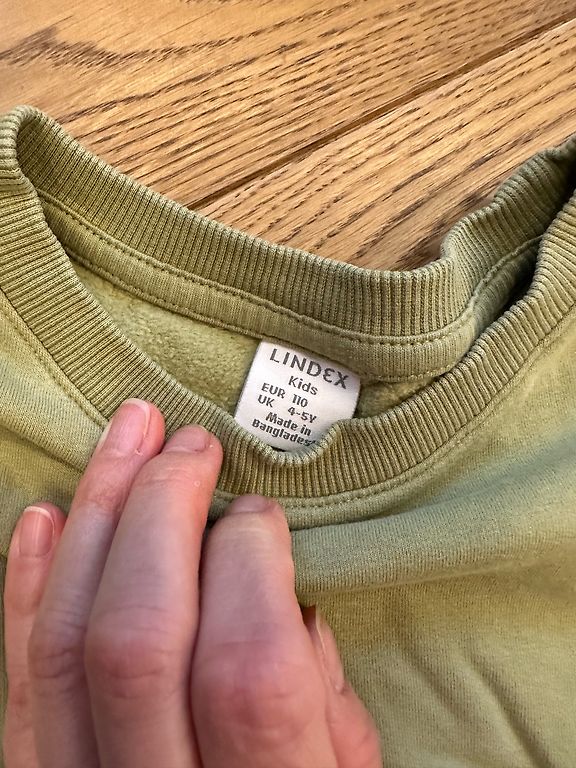 LINDEX
Kids
EUR 110
UK 4-5Y
Made in